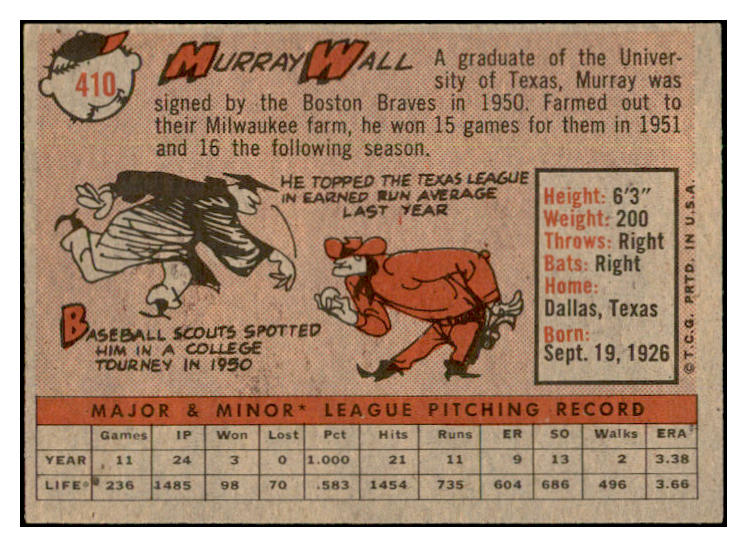 410
MURRAY WALL A graduate of the Univer-
sity of Texas, Murray was
signed by the Boston Braves in 1950. Farmed out to
their Milwaukee farm, he won 15 games for them in 1951
and 16 the following season.
HE TOPPED THE TEXAS LEAGUE
IN EARNED RUN AVERAGE
LAST YEAR
BASEBALL SCOUTS SPOTTED
HIM IN A COLLEGE
TOURNEY IN 1950
Height: 6'3"
Weight: 200
Throws: Right
Bats: Right
Home:
Dallas, Texas
Born:
Sept. 19, 1926
© T.C.G. PRTD. IN U.S.A.
MAJOR & MINOR* LEAGUE PITCHING RECORD
Games IP Won Lost Pct Hits Runs ER SO Walks ERA
YEAR 11 24 3 0 1.000 21 11 9 13 2 3.38
LIFE* 236 1485 98 70 .583 1454 735 604 686 496 3.66